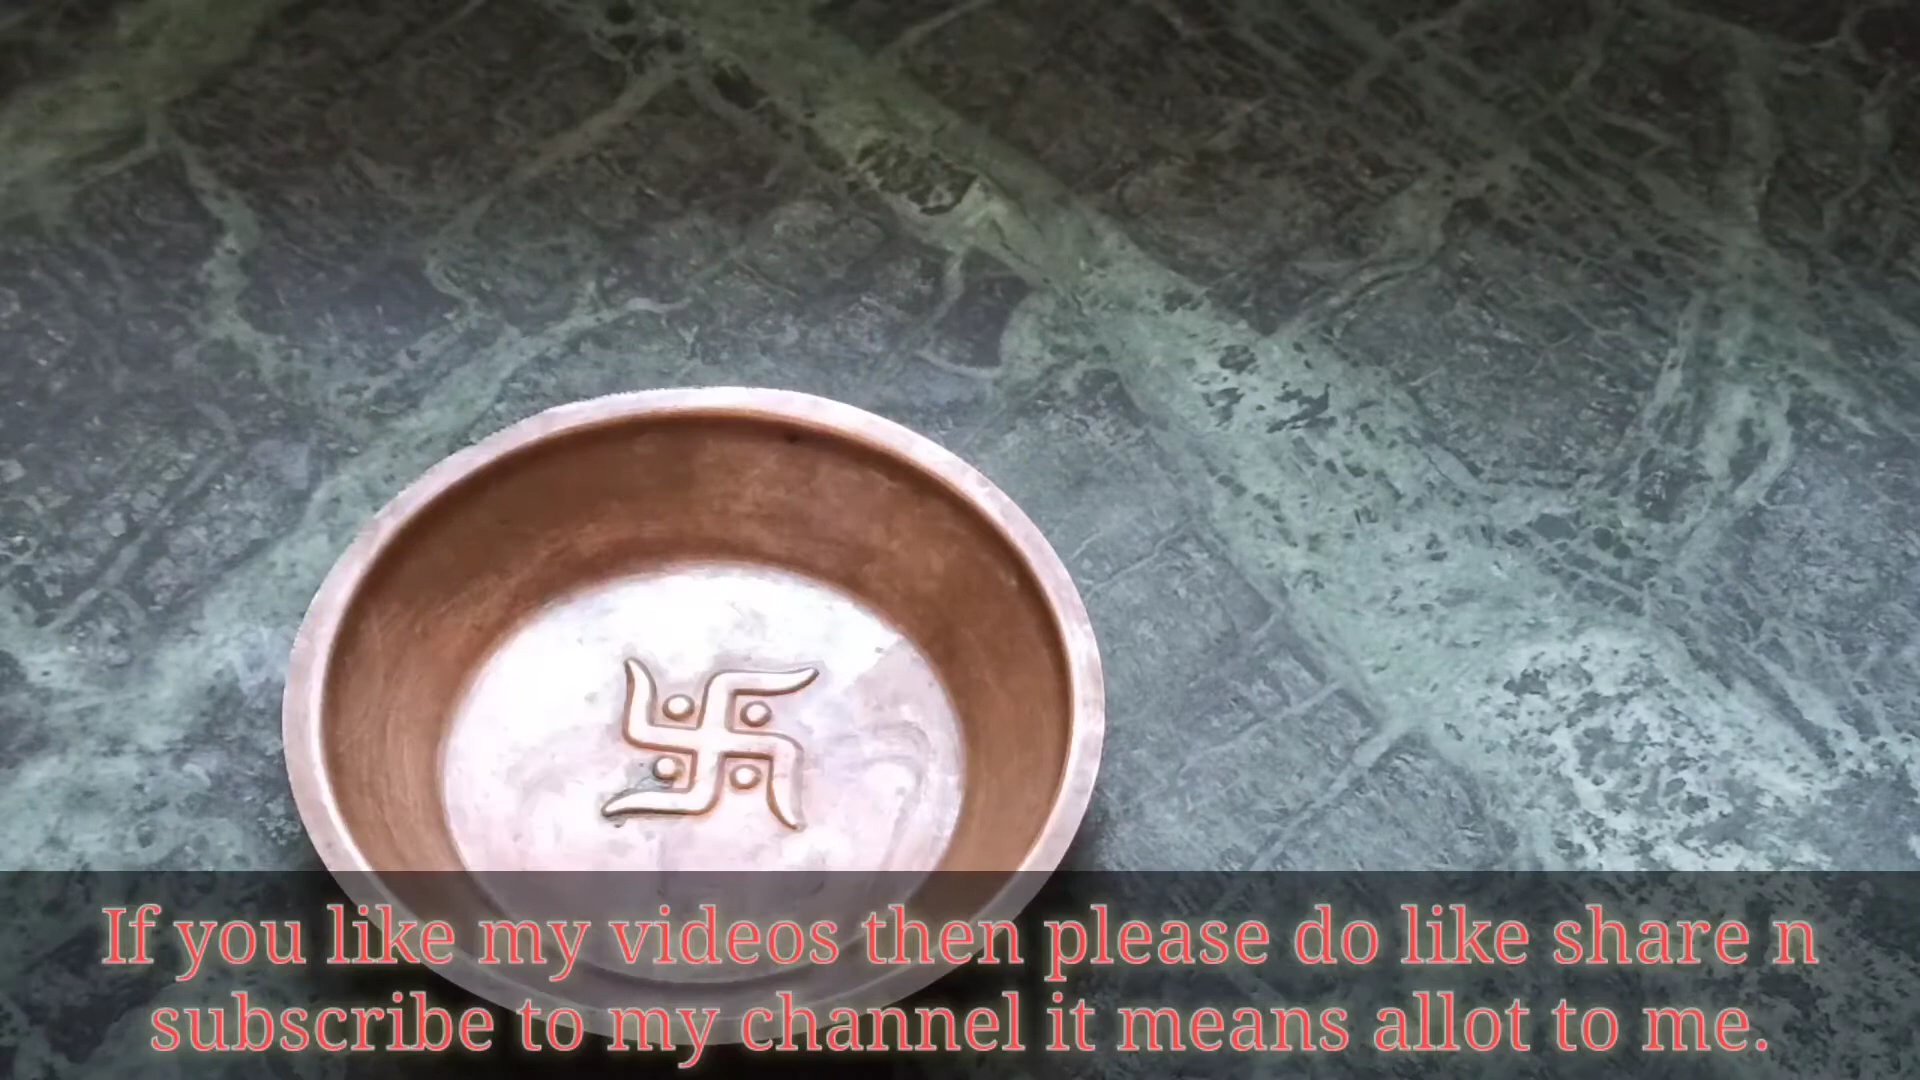 If you like my videos then please do like share n
subscribe to my channel it means allot to me.